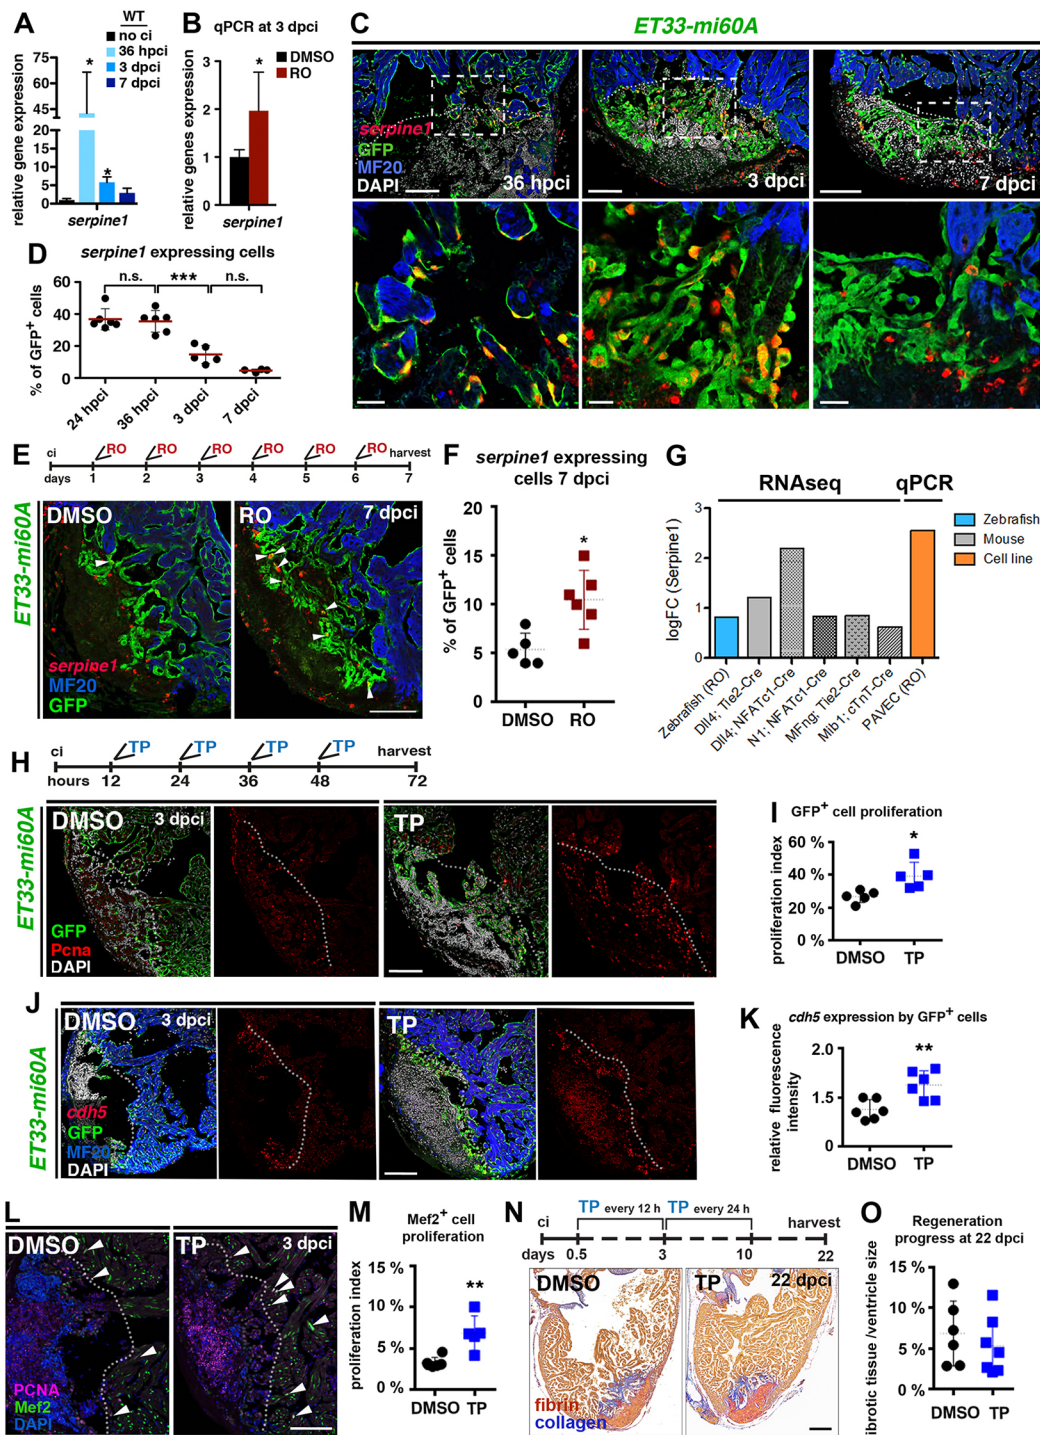 A
WT
no ci
36 hpci
3 dpci
7 dpci
relative gene expression
75
60
45
20
15
10
5
0
*
*
serpine1
B
qPCR at 3 dpci
DMSO
RO
relative genes expression
3
2
1
0
*
serpine1
C
ET33-mi60A
serpine1
GFP
MF20
DAPI
36 hpci
3 dpci
7 dpci
D
serpine1 expressing cells
n.s.
***
n.s.
% of GFP+ cells
60
40
20
0
24 hpci
36 hpci
3 dpci
7 dpci
E
ci
RO
RO
RO
RO
RO
RO
harvest
days
1
2
3
4
5
6
7
ET33-mi60A
DMSO
RO
7 dpci
serpine1
MF20
GFP
F
serpine1 expressing
cells 7 dpci
% of GFP+ cells
20
15
10
5
0
*
DMSO
RO
G
RNAseq
qPCR
logFC (Serpine1)
3
2
1
0
Zebrafish
Mouse
Cell line
Zebrafish (RO)
Dll4; Tie2-Cre
Dll4; NFATc1-Cre
N1; NFATc1-Cre
MFng; Tie2-Cre
Mib1; cTnT-Cre
PAVEC (RO)
H
ci
TP
TP
TP
TP
harvest
hours
12
24
36
48
72
ET33-mi60A
DMSO
3 dpci
TP
GFP
Pcna
DAPI
I
GFP+ cell proliferation
proliferation index
60 %
40 %
20 %
0 %
*
DMSO
TP
J
ET33-mi60A
DMSO
3 dpci
TP
cdh5
GFP
MF20
DAPI
K
cdh5 expression by GFP+ cells
relative fluorescence
intensity
2.0
1.5
0
**
DMSO
TP
L
DMSO
TP
3 dpci
PCNA
Mef2
DAPI
M
Mef2+ cell
proliferation
proliferation index
15 %
10 %
5 %
0 %
**
DMSO
TP
N
ci
TP every 12 h
TP every 24 h
harvest
days
0.5
3
10
22
DMSO
TP
22 dpci
fibrin
collagen
O
Regeneration
progress at 22 dpci
ibrotic tissue /ventricle size
10 %
5 %
0 %
15 %
DMSO
TP